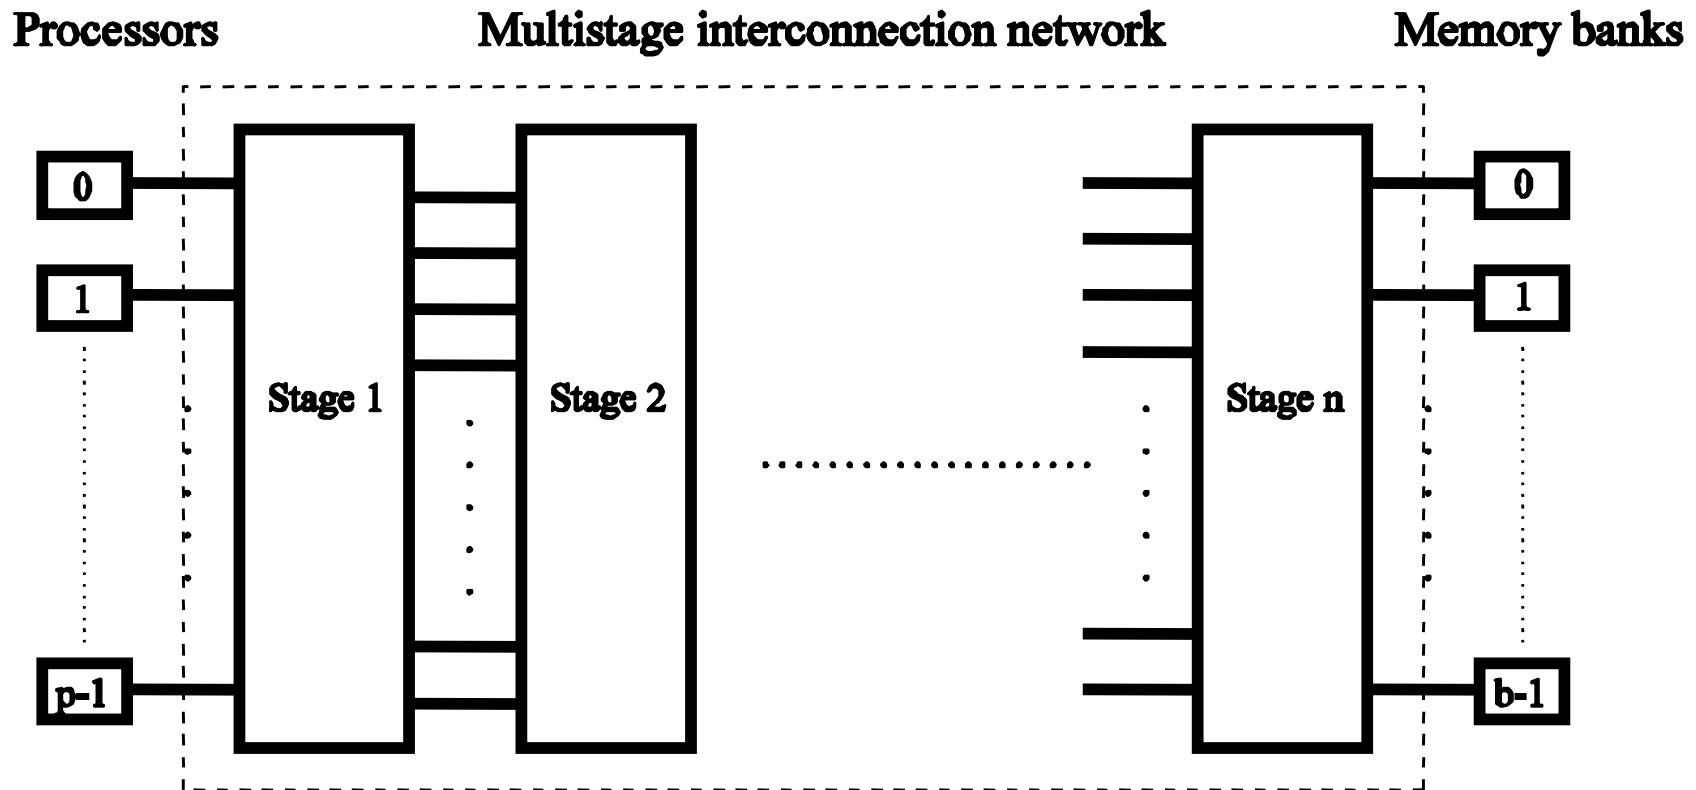 Processors Multistage interconnection network Memory banks
0 0
1 1
Stage 1 Stage 2 Stage n
p-1 b-1